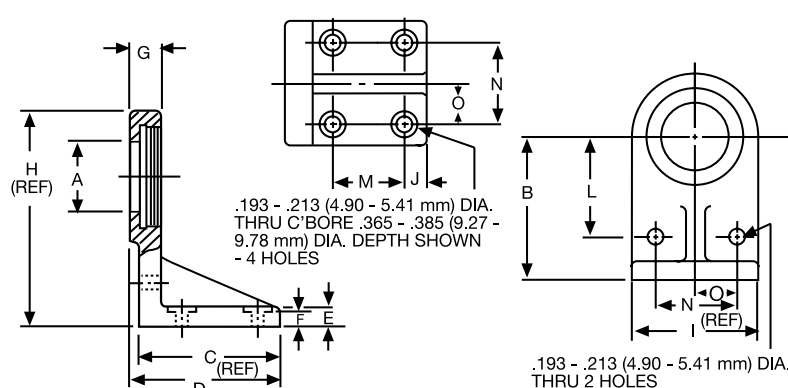 G
H
(REF)
A
C
(REF)
D
F
E
N
O
M
J
.193 - .213 (4.90 - 5.41 mm) DIA.
THRU C'BORE .365 - .385 (9.27 -
9.78 mm) DIA. DEPTH SHOWN
- 4 HOLES
B
L
O
N
(REF)
I
.193 - .213 (4.90 - 5.41 mm) DIA.
THRU 2 HOLES